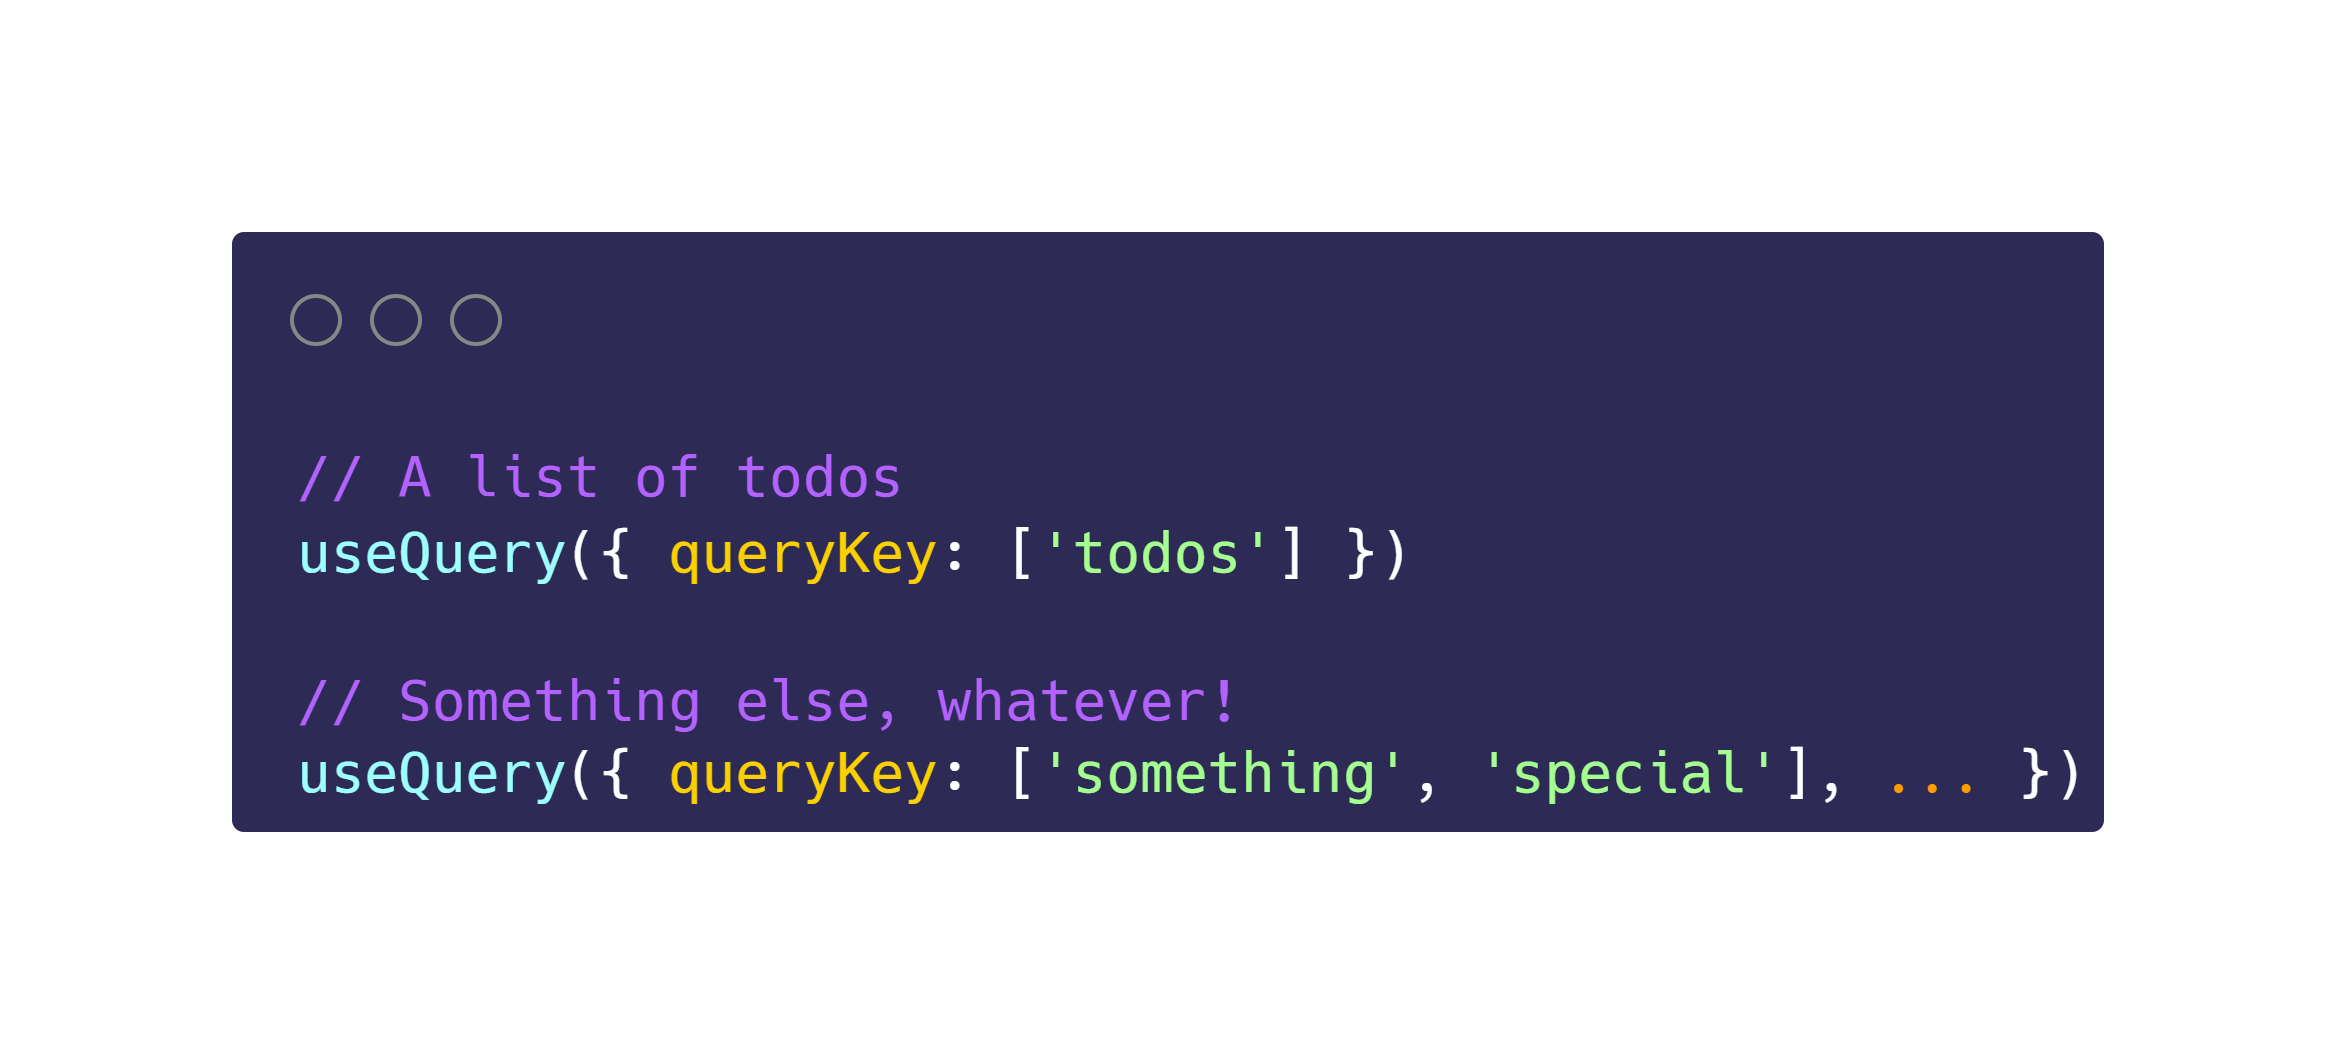 // A list of todos
useQuery({ queryKey: ['todos'] })
// Something else, whatever!
useQuery({ queryKey: ['something', 'special'], ... })